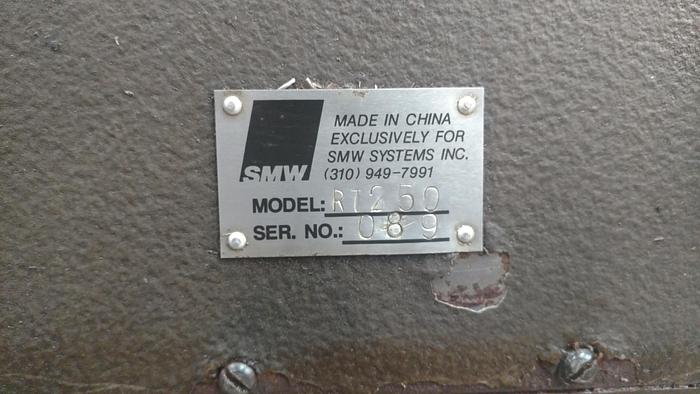 MADE IN CHINA
EXCLUSIVELY FOR
SMW SYSTEMS INC.
SMW (310) 949-7991
MODEL: RT250
SER. NO.: 089